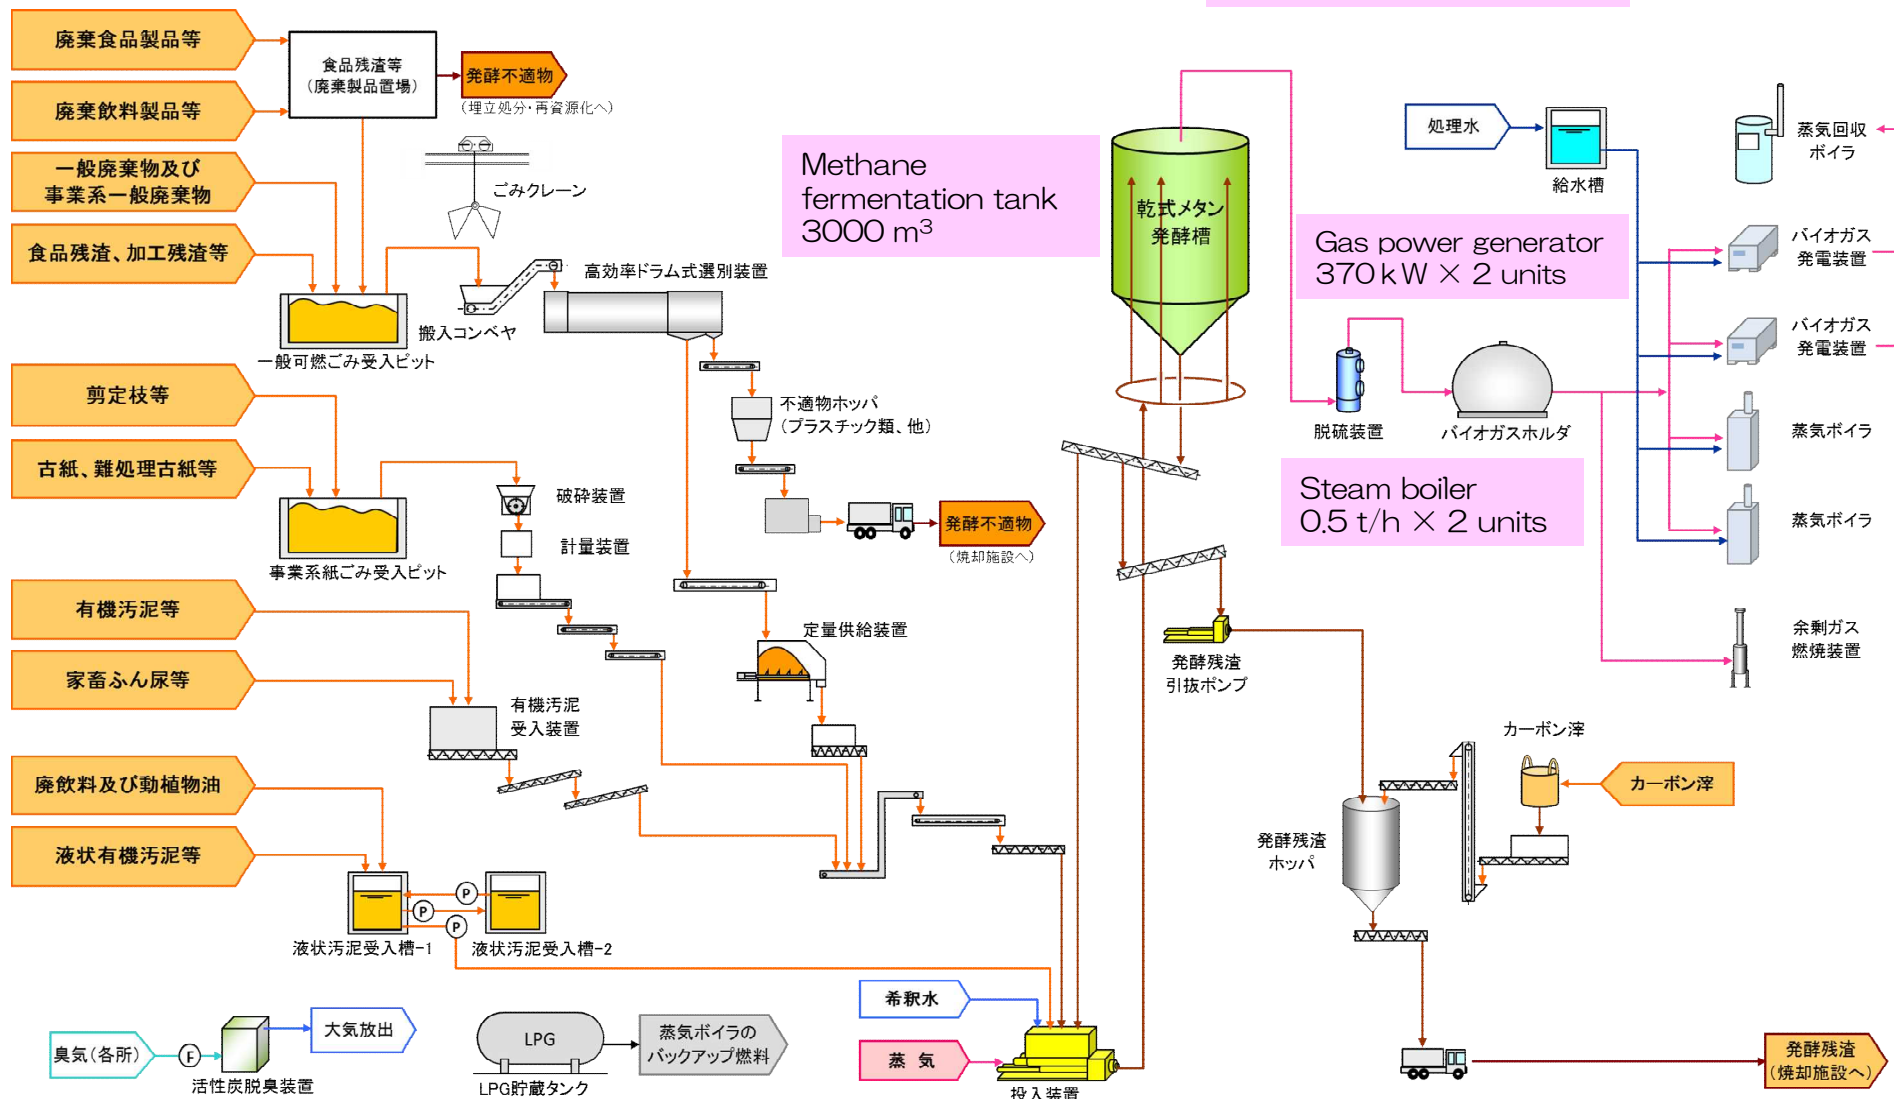 廃棄食品製品等
廃棄飲料製品等
一般廃棄物及び
事業系一般廃棄物
食品残渣、加工残渣等
食品残渣等
(廃棄製品置場)
発酵不適物
(埋立処分・再資源化へ)
ごみクレーン
搬入コンベヤ
高効率ドラム式選別装置
一般可燃ごみ受入ピット
不適物ホッパ
(プラスチック類、他)
発酵不適物
(焼却施設へ)
剪定枝等
古紙、難処理古紙等
事業系紙ごみ受入ピット
破砕装置
計量装置
有機汚泥等
家畜ふん尿等
有機汚泥
受入装置
定量供給装置
廃飲料及び動植物油
液状有機汚泥等
P
P
P
液状汚泥受入槽-1
液状汚泥受入槽-2
臭気(各所)
F
活性炭脱臭装置
大気放出
LPG
LPG貯蔵タンク
蒸気ボイラの
バックアップ燃料
希釈水
蒸 気
投入装置
Methane
fermentation tank
3000 m³
乾式メタン
発酵槽
Gas power generator
370 kW × 2 units
Steam boiler
0.5 t/h × 2 units
脱硫装置
バイオガスホルダ
処理水
給水槽
蒸気回収
ボイラ
バイオガス
発電装置
バイオガス
発電装置
蒸気ボイラ
蒸気ボイラ
余剰ガス
燃焼装置
発酵残渣
引抜ポンプ
発酵残渣
ホッパ
カーボン滓
カーボン滓
発酵残渣
(焼却施設へ)